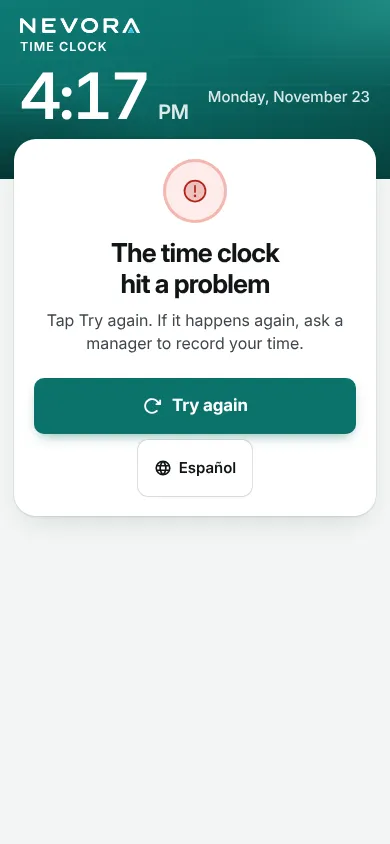 NEVORA
TIME CLOCK
4:17 PM
Monday, November 23
The time clock
hit a problem
Tap Try again. If it happens again, ask a
manager to record your time.
Try again
Español